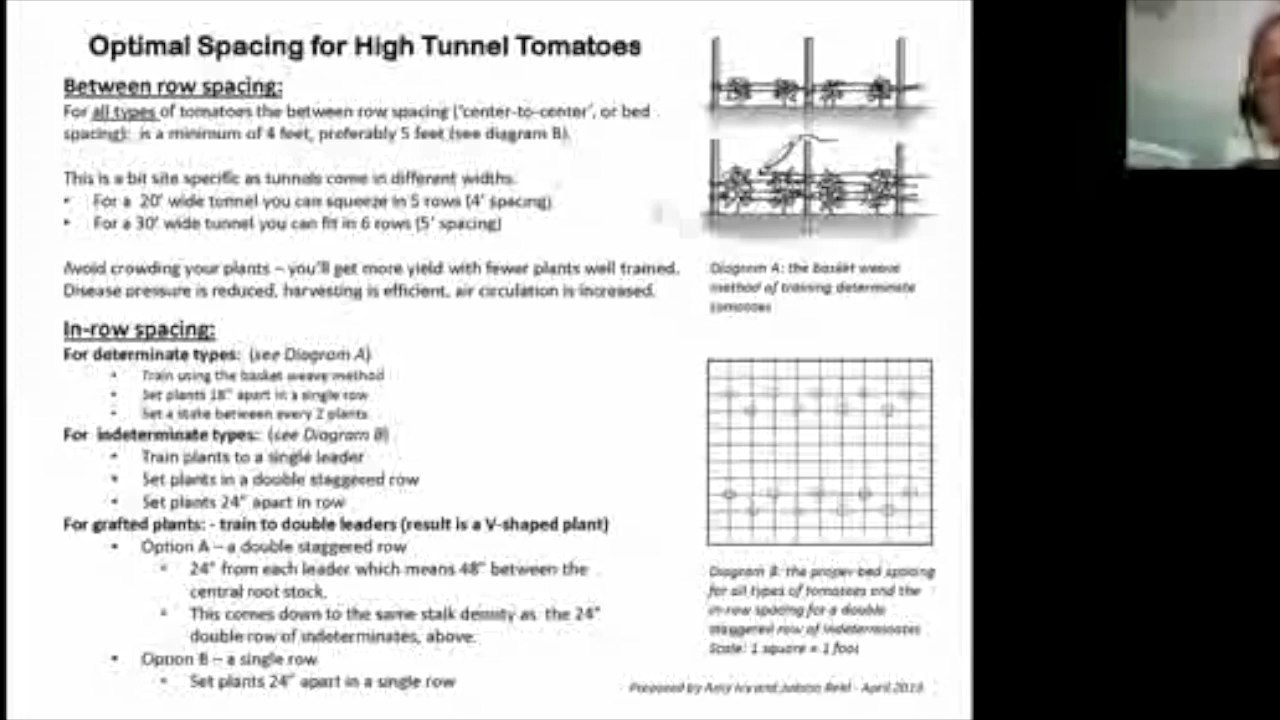 Optimal Spacing for High Tunnel Tomatoes
Between row spacing:
For all types of tomatoes the between row spacing ('center-to-center', or bed
spacing): is a minimum of 4 feet, preferably 5 feet (see diagram B).
This is a bit site specific as tunnels come in different widths.
• For a 20' wide tunnel you can squeeze in 5 rows (4' spacing)
• For a 30' wide tunnel you can fit in 6 rows (5' spacing)
Avoid crowding your plants – you'll get more yield with fewer plants well trained.
Disease pressure is reduced, harvesting is efficient, air circulation is increased.
In-row spacing:
For determinate types: (see Diagram A)
• Train using the basket weave method
• Set plants 18" apart in a single row
• Set a stake between every 2 plants
For indeterminate types: (see Diagram B)
• Train plants to a single leader
• Set plants in a double staggered row
• Set plants 24" apart in row
For grafted plants: - train to double leaders (result is a V-shaped plant)
• Option A – a double staggered row
• 24" from each leader which means 48" between the
central root stock.
• This comes down to the same stalk density as the 24"
double row of indeterminates, above.
• Option B – a single row
• Set plants 24" apart in a single row
Diagram A: the basket weave
method of training determinate
tomatoes
Diagram B: the proper bed spacing
for all types of tomatoes and the
in-row spacing for a double
staggered row of indeterminates
Scale: 1 square = 1 foot
Prepared by Amy Ivy and Judson Reid - April 2013